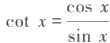 cot x = cos x / sin x